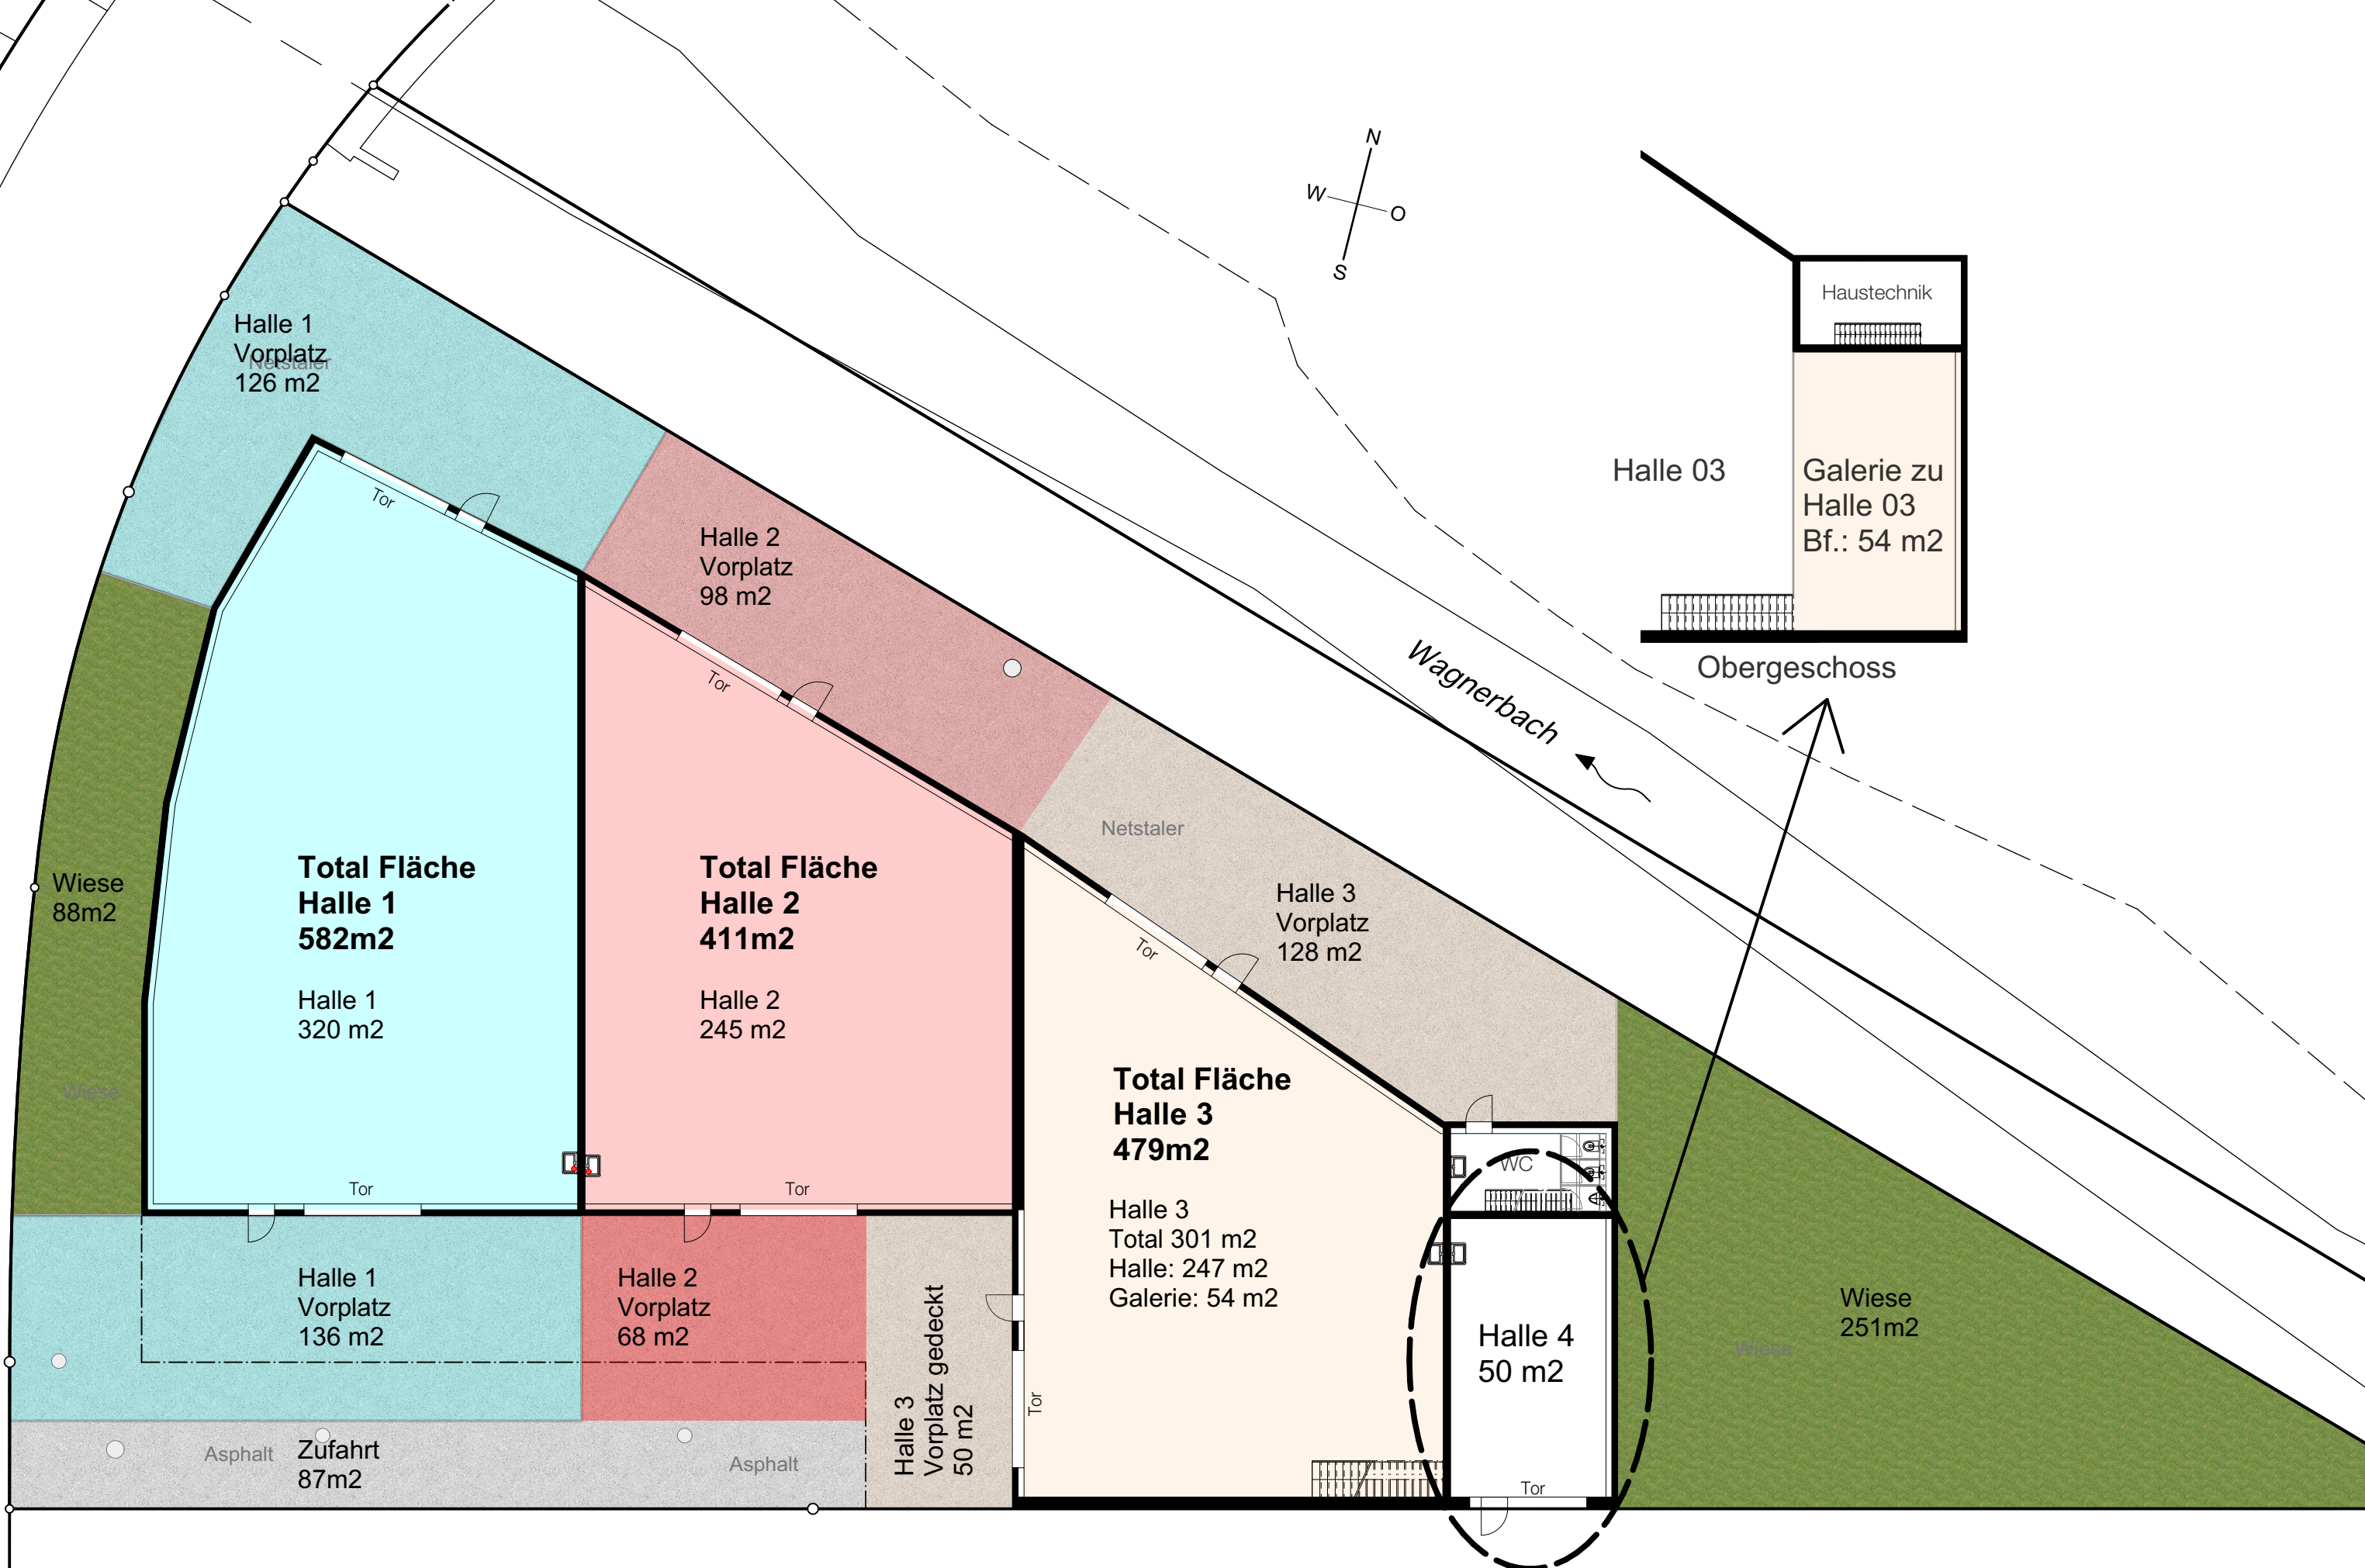 N
W
O
S
Haustechnik
Halle 1
Vorplatz
Netstaler
126 m2
Halle 03
Galerie zu
Halle 03
Bf.: 54 m2
Tor
Halle 2
Vorplatz
98 m2
Obergeschoss
Tor
Wagnerbach
Netstaler
Wiese
88m2
Total Fläche
Halle 1
582m2
Halle 1
320 m2
Total Fläche
Halle 2
411m2
Halle 2
245 m2
Halle 3
Vorplatz
128 m2
Tor
Wiese
Total Fläche
Halle 3
479m2
Halle 3
Total 301 m2
Halle: 247 m2
Galerie: 54 m2
WC
Tor
Tor
Halle 1
Vorplatz
136 m2
Halle 2
Vorplatz
68 m2
Halle 3
Vorplatz gedeckt
50 m2
Tor
Halle 4
50 m2
Wiese
251m2
Wiese
Asphalt
Zufahrt
87m2
Asphalt
Tor